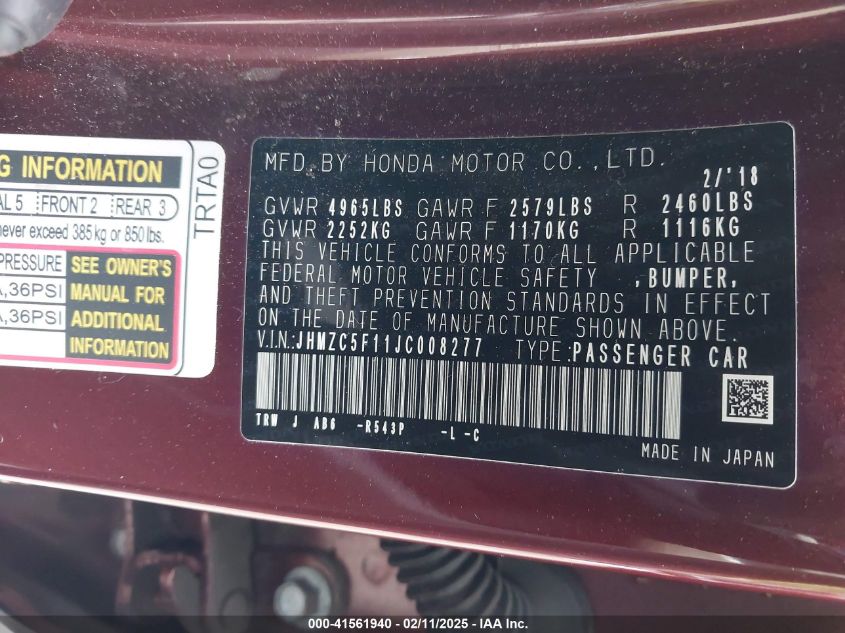 G INFORMATION
AL 5 FRONT 2 REAR 3
never exceed 385 kg or 850 lbs.
PRESSURE SEE OWNER'S
,36PSI MANUAL FOR
,36PSI ADDITIONAL
INFORMATION
TRTA0
MFD. BY HONDA MOTOR CO.,LTD.
2/'18
GVWR 4965LBS GAWR F 2579LBS R 2460LBS
GVWR 2252KG GAWR F 1170KG R 1116KG
THIS VEHICLE CONFORMS TO ALL APPLICABLE
FEDERAL MOTOR VEHICLE SAFETY ,BUMPER,
AND THEFT PREVENTION STANDARDS IN EFFECT
ON THE DATE OF MANUFACTURE SHOWN ABOVE.
V.I.N.:JHMZC5F11JC008277 TYPE:PASSENGER CAR
TRW J AB6 -R543P -L -C
MADE IN JAPAN
000-41561940 - 02/11/2025 - IAA Inc.